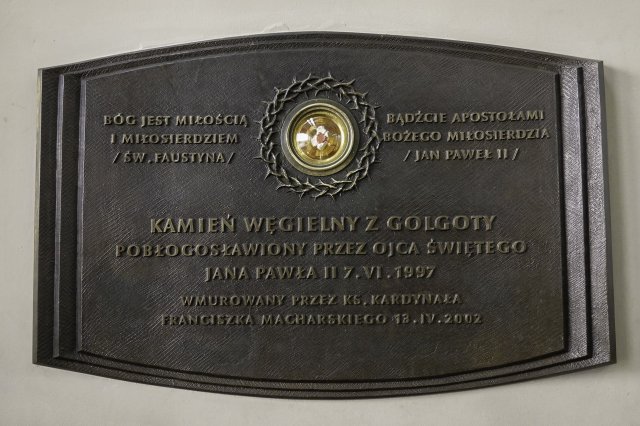 BÓG JEST MIŁOŚCIĄ
I MIŁOSIERDZIEM
/ ŚW. FAUSTYNA /
BĄDŹCIE APOSTOŁAMI
BOŻEGO MIŁOSIERDZIA
/ JAN PAWEŁ II /
KAMIEŃ WĘGIELNY Z GOLGOTY
POBŁOGOSŁAWIONY PRZEZ OJCA ŚWIĘTEGO
JANA PAWŁA II 7. VI. 1997
WMUROWANY PRZEZ KS. KARDYNAŁA
FRANCISZKA MACHARSKIEGO 13. IV. 2002